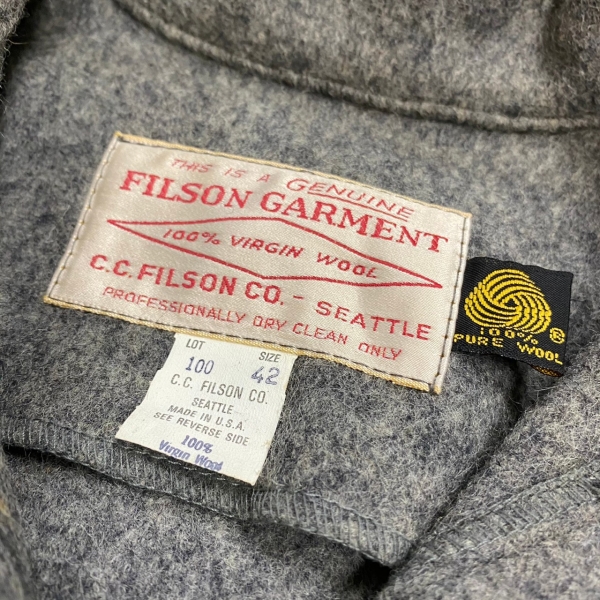 THIS IS A GENUINE
FILSON GARMENT
100% VIRGIN WOOL
C.C. FILSON CO. - SEATTLE
PROFESSIONALLY DRY CLEAN ONLY
100% ®
PURE WOOL
LOT SIZE
100 42
C. C. FILSON CO.
SEATTLE
MADE IN U.S.A.
SEE REVERSE SIDE
100%
Virgin Wool